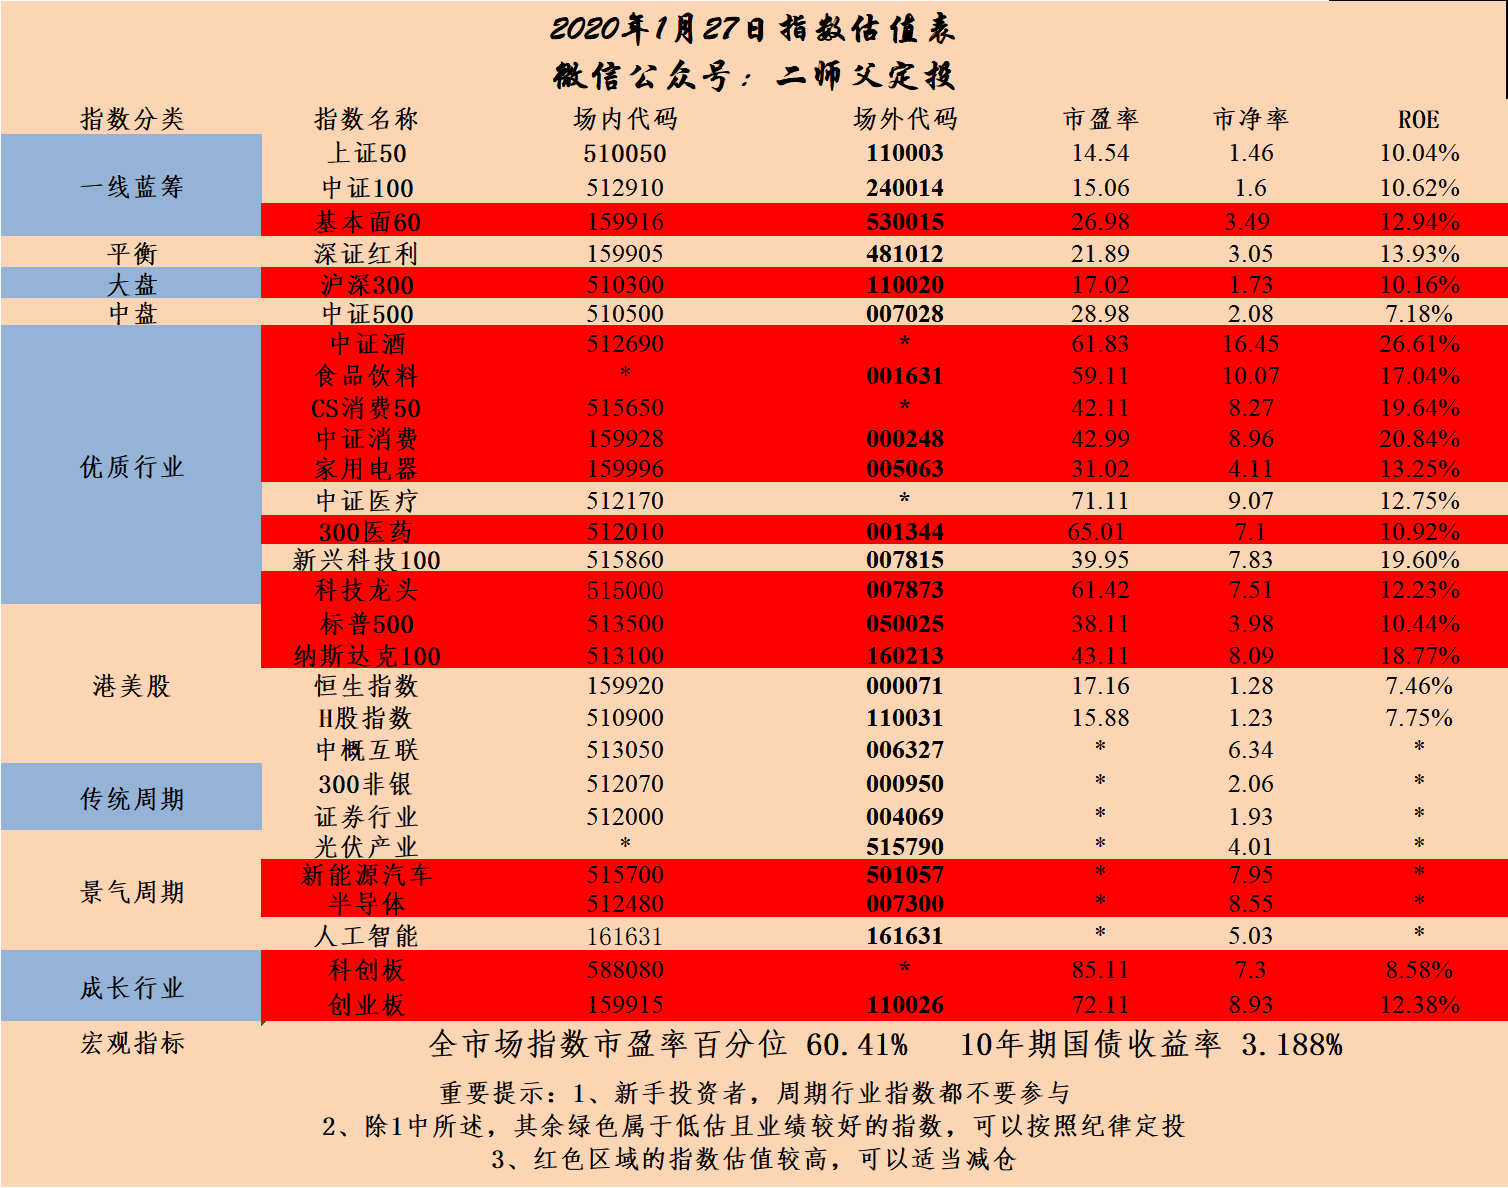 2020年1月27日指数估值表
微信公众号：二师父定投
指数分类 指数名称 场内代码 场外代码 市盈率 市净率 ROE
一线蓝筹 上证50 510050 110003 14.54 1.46 10.04%
中证100 512910 240014 15.06 1.6 10.62%
基本面60 159916 530015 26.98 3.49 12.94%
平衡 深证红利 159905 481012 21.89 3.05 13.93%
大盘 沪深300 510300 110020 17.02 1.73 10.16%
中盘 中证500 510500 007028 28.98 2.08 7.18%
优质行业 中证酒 512690 * 61.83 16.45 26.61%
食品饮料 * 001631 59.11 10.07 17.04%
CS消费50 515650 * 42.11 8.27 19.64%
中证消费 159928 000248 42.99 8.96 20.84%
家用电器 159996 005063 31.02 4.11 13.25%
中证医疗 512170 * 71.11 9.07 12.75%
300医药 512010 001344 65.01 7.1 10.92%
新兴科技100 515860 007815 39.95 7.83 19.60%
科技龙头 515000 007873 61.42 7.51 12.23%
港美股 标普500 513500 050025 38.11 3.98 10.44%
纳斯达克100 513100 160213 43.11 8.09 18.77%
恒生指数 159920 000071 17.16 1.28 7.46%
H股指数 510900 110031 15.88 1.23 7.75%
中概互联 513050 006327 * 6.34 *
传统周期 300非银 512070 000950 * 2.06 *
证券行业 512000 004069 * 1.93 *
景气周期 光伏产业 * 515790 * 4.01 *
新能源汽车 515700 501057 * 7.95 *
半导体 512480 007300 * 8.55 *
人工智能 161631 161631 * 5.03 *
成长行业 科创板 588080 * 85.11 7.3 8.58%
创业板 159915 110026 72.11 8.93 12.38%
宏观指标 全市场指数市盈率百分位 60.41% 10年期国债收益率 3.188%
重要提示：1、新手投资者，周期行业指数都不要参与
2、除1中所述，其余绿色属于低估且业绩较好的指数，可以按照纪律定投
3、红色区域的指数估值较高，可以适当减仓